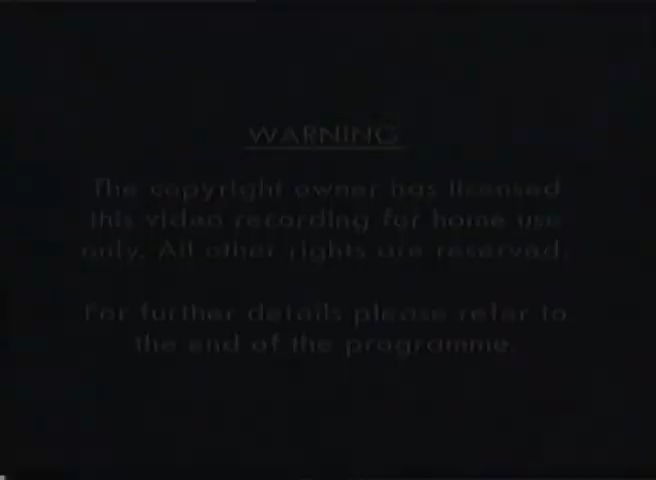 WARNING
The copyright owner has licensed
this video recording for home use
only. All other rights are reserved.
For further details please refer to
the end of the programme.